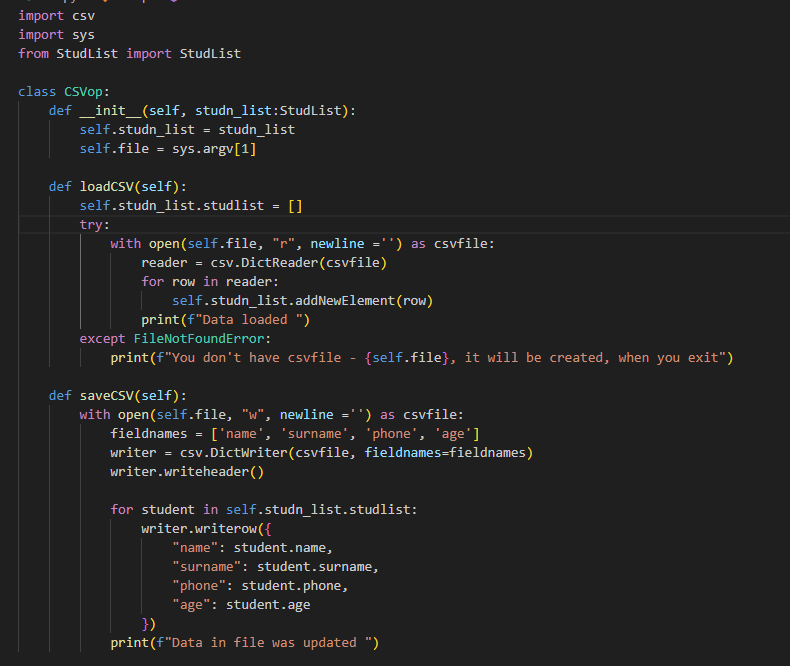 import csv
import sys
from StudList import StudList

class CSVop:
    def __init__(self, studn_list:StudList):
        self.studn_list = studn_list
        self.file = sys.argv[1]

    def loadCSV(self):
        self.studn_list.studlist = []
        try:
            with open(self.file, "r", newline ='') as csvfile:
                reader = csv.DictReader(csvfile)
                for row in reader:
                    self.studn_list.addNewElement(row)
                print(f"Data loaded ")
        except FileNotFoundError:
            print(f"You don't have csvfile - {self.file}, it will be created, when you exit")

    def saveCSV(self):
        with open(self.file, "w", newline ='') as csvfile:
            fieldnames = ['name', 'surname', 'phone', 'age']
            writer = csv.DictWriter(csvfile, fieldnames=fieldnames)
            writer.writeheader()

            for student in self.studn_list.studlist:
                writer.writerow({
                    "name": student.name,
                    "surname": student.surname,
                    "phone": student.phone,
                    "age": student.age
                })
            print(f"Data in file was updated ")